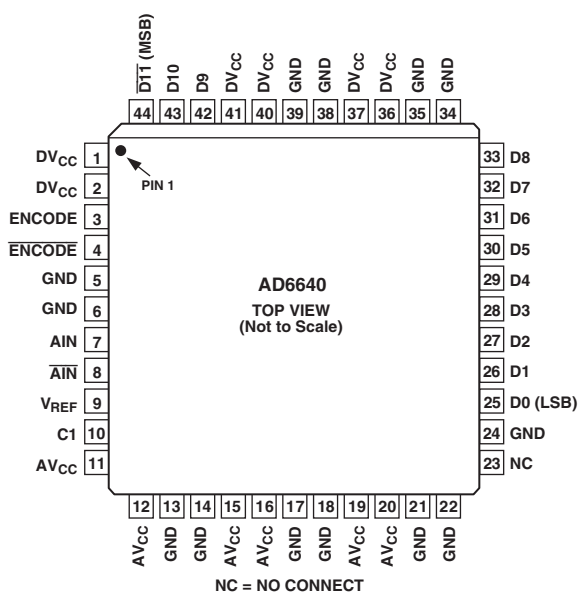 D̅1̅1̅ (MSB) D10 D9 DVCC DVCC GND GND DVCC DVCC GND GND
44 43 42 41 40 39 38 37 36 35 34
DVCC 1
DVCC 2
ENCODE 3
E̅N̅C̅O̅D̅E̅ 4
GND 5
GND 6
AIN 7
A̅I̅N̅ 8
VREF 9
C1 10
AVCC 11
PIN 1
AD6640
TOP VIEW
(Not to Scale)
33 D8
32 D7
31 D6
30 D5
29 D4
28 D3
27 D2
26 D1
25 D0 (LSB)
24 GND
23 NC
12 13 14 15 16 17 18 19 20 21 22
AVCC GND GND AVCC AVCC GND GND AVCC AVCC GND GND
NC = NO CONNECT